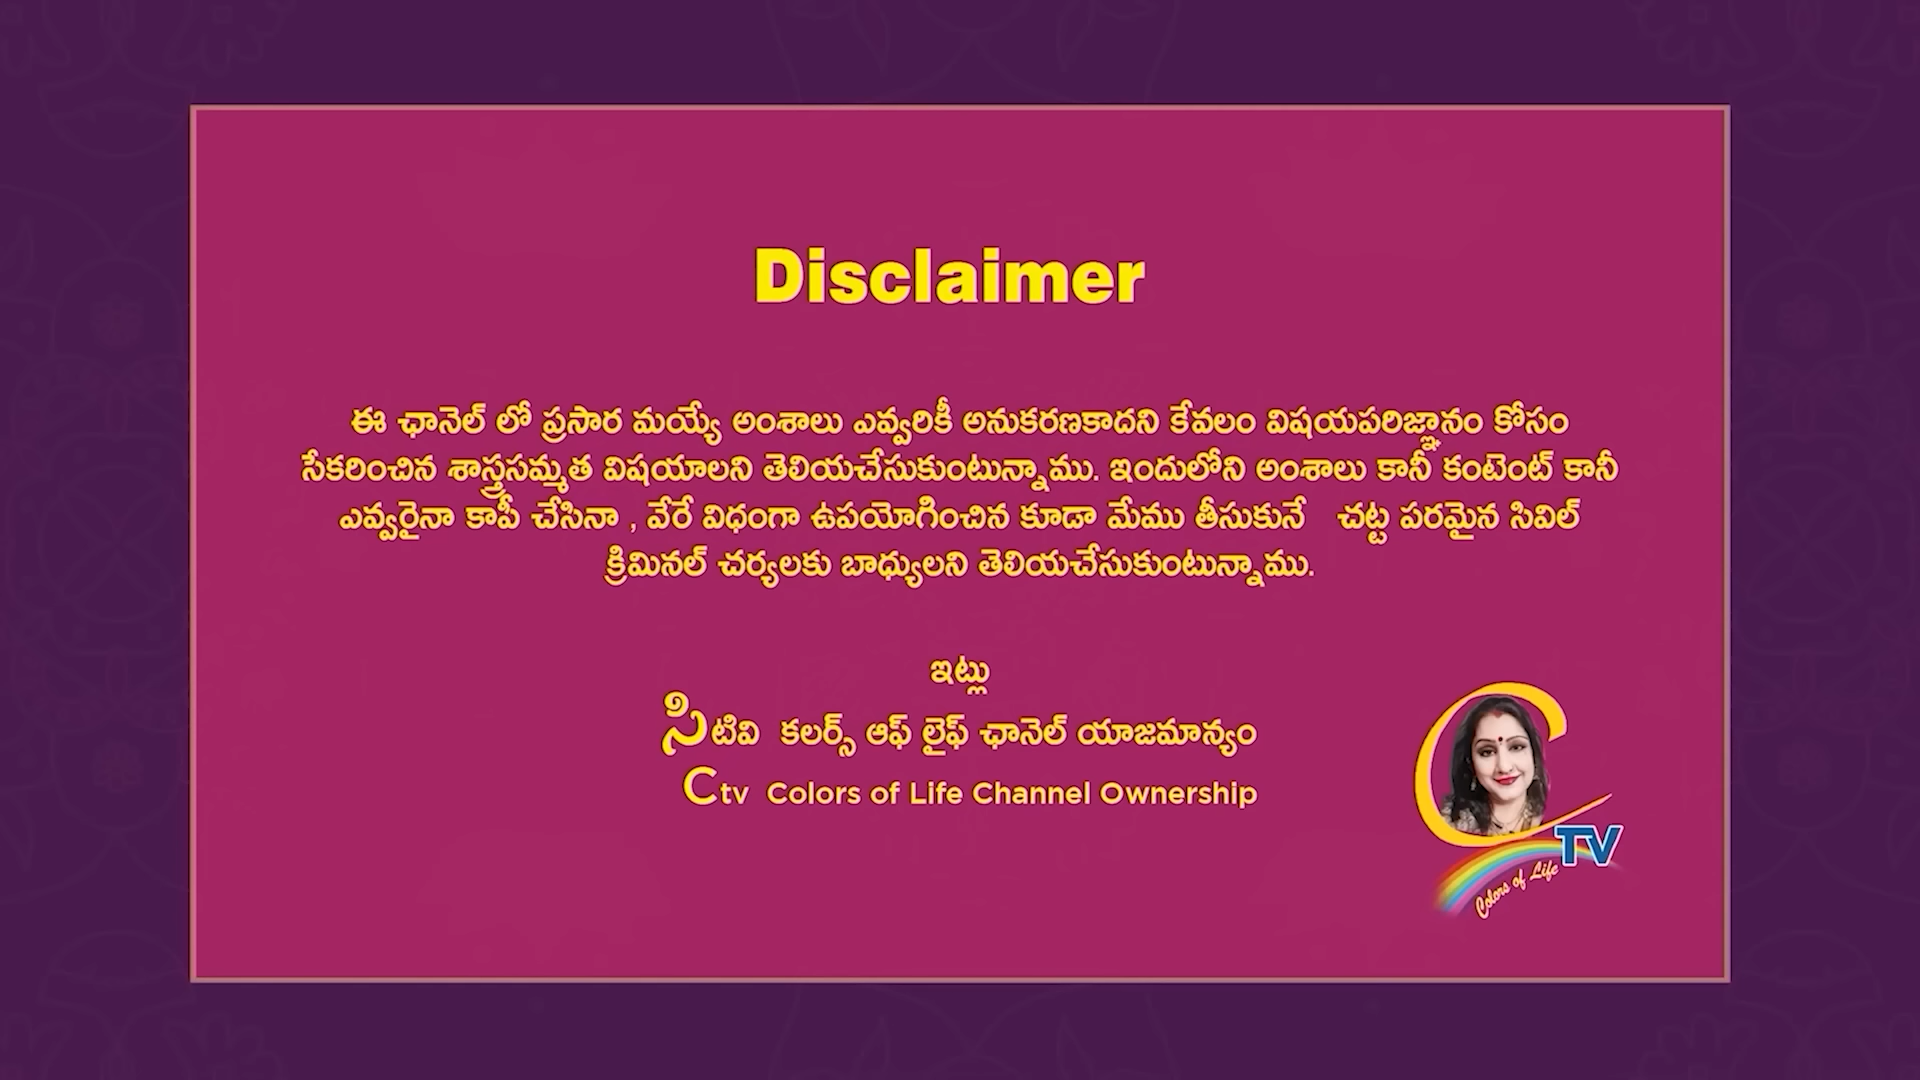 Disclaimer
ఈ ఛానెల్ లో ప్రసార మయ్యే అంశాలు ఎవ్వరికీ అనుకరణకాదని కేవలం విషయపరిజ్ఞానం కోసం
సేకరించిన శాస్త్రసమ్మత విషయాలని తెలియచేసుకుంటున్నాము. ఇందులోని అంశాలు కానీ కంటెంట్ కానీ
ఎవ్వరైనా కాపీ చేసినా , వేరే విధంగా ఉపయోగించిన కూడా మేము తీసుకునే చట్ట పరమైన సివిల్
క్రిమినల్ చర్యలకు బాధ్యులని తెలియచేసుకుంటున్నాము.
ఇట్లు
సిటివి కలర్స్ ఆఫ్ లైఫ్ ఛానెల్ యాజమాన్యం
Ctv Colors of Life Channel Ownership
C TV
Colors of Life